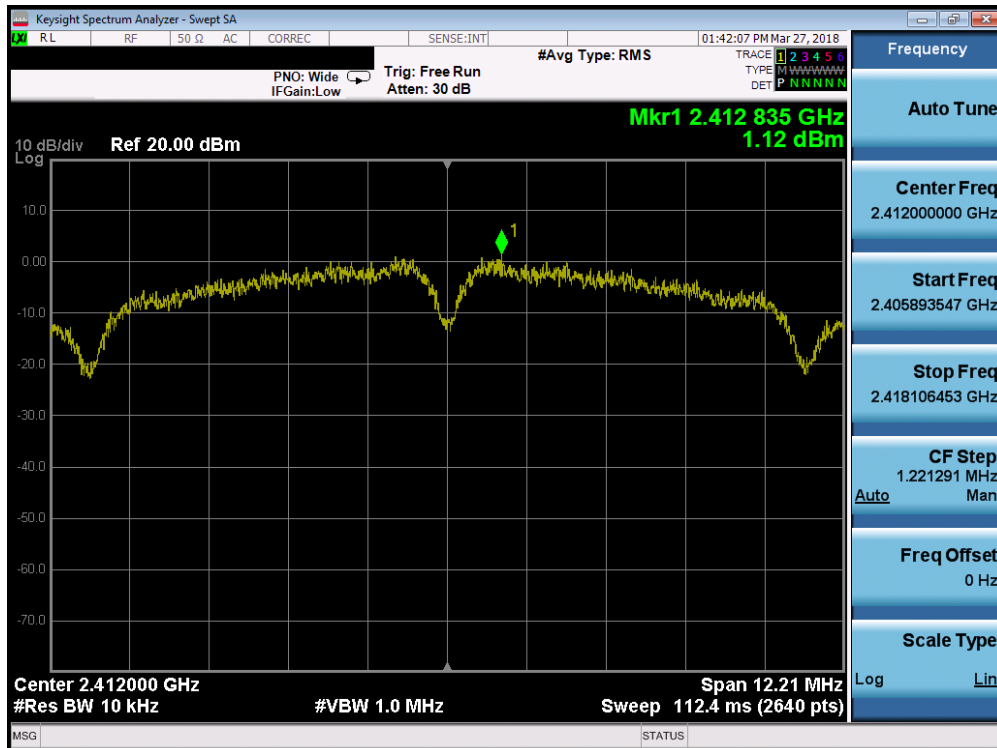 Keysight Spectrum Analyzer - Swept SA
LXI RL RF 50 Ω AC CORREC SENSE:INT 01:42:07 PM Mar 27, 2018
PNO: Wide
IFGain:Low
Trig: Free Run
Atten: 30 dB
#Avg Type: RMS
TRACE 1 2 3 4 5 6
TYPE M WWWWW
DET P N N N N N
Mkr1 2.412 835 GHz
1.12 dBm
10 dB/div Ref 20.00 dBm
Log
10.0
0.00
-10.0
-20.0
-30.0
-40.0
-50.0
-60.0
-70.0
1
Center 2.412000 GHz
Span 12.21 MHz
#Res BW 10 kHz
#VBW 1.0 MHz
Sweep 112.4 ms (2640 pts)
MSG
STATUS
Frequency
Auto Tune
Center Freq
2.412000000 GHz
Start Freq
2.405893547 GHz
Stop Freq
2.418106453 GHz
CF Step
1.221291 MHz
Auto Man
Freq Offset
0 Hz
Scale Type
Log Lin